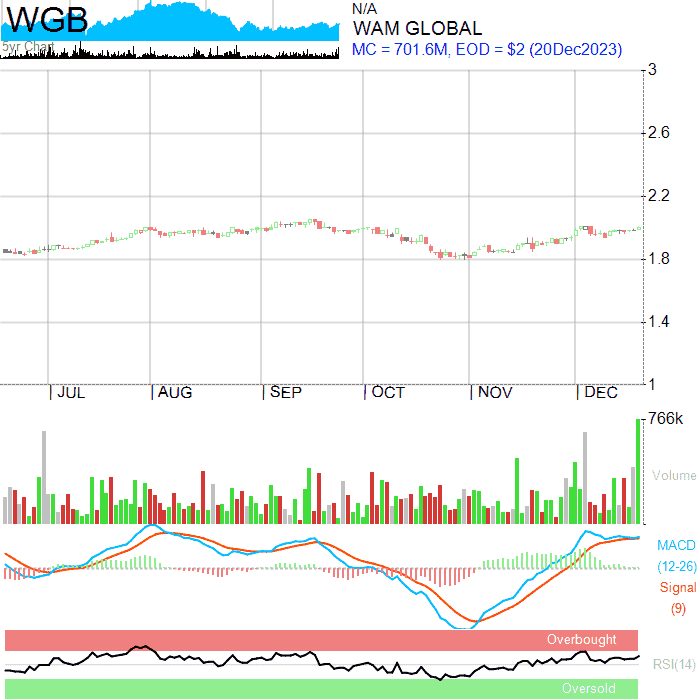 WGB
N/A
WAM GLOBAL
5yr Chart
MC = 701.6M, EOD = $2 (20Dec2023)
3
2.6
2.2
1.8
1.4
1
JUL AUG SEP OCT NOV DEC
766k
Volume
MACD
(12-26)
Signal
(9)
Overbought
RSI(14)
Oversold